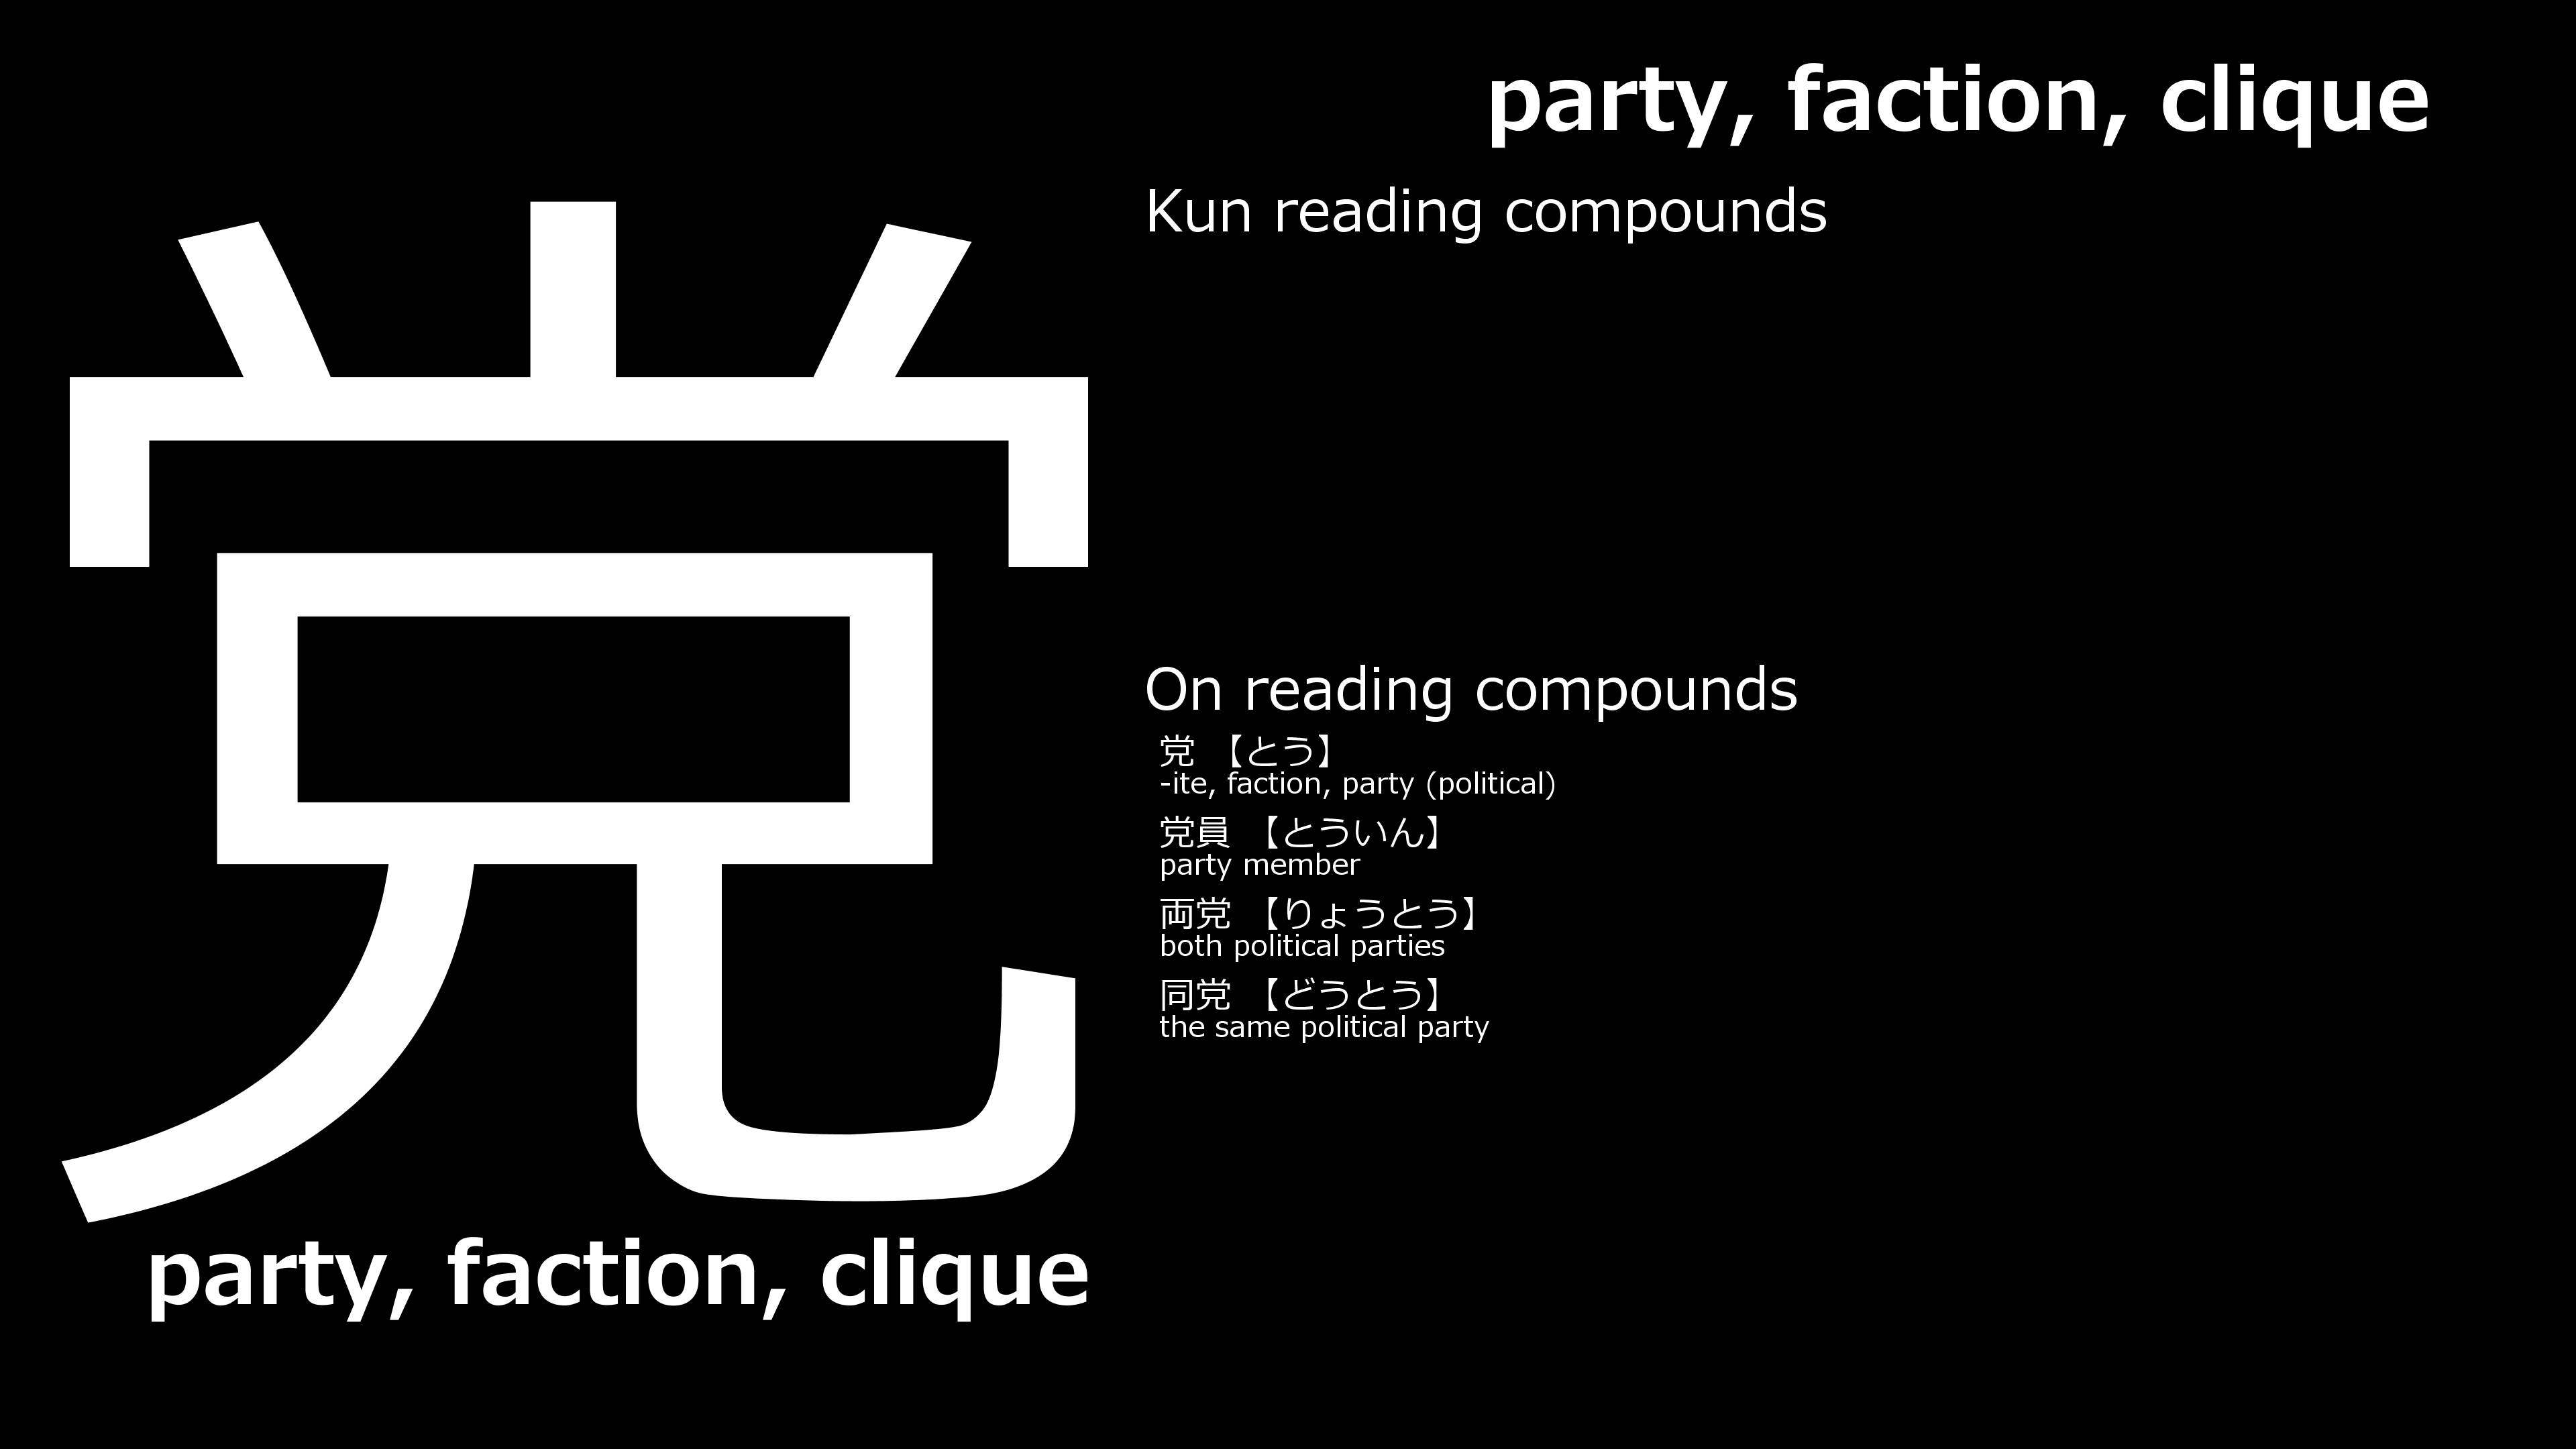 党
party, faction, clique
party, faction, clique
Kun reading compounds
On reading compounds
党 【とう】
-ite, faction, party (political)
党員 【とういん】
party member
両党 【りょうとう】
both political parties
同党 【どうとう】
the same political party